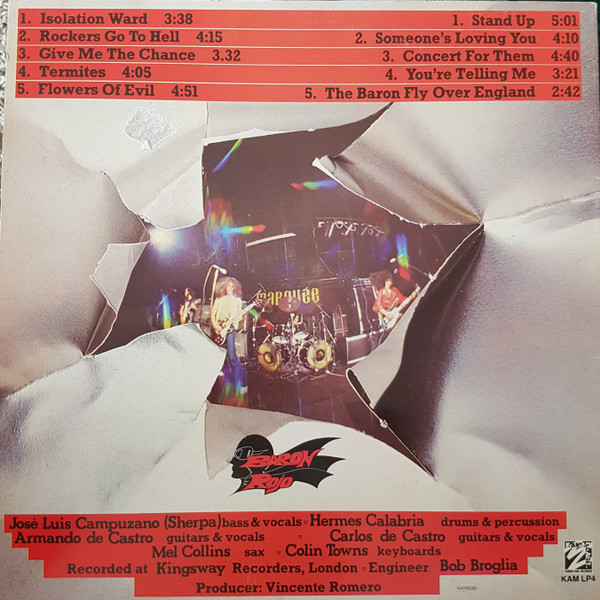 1. Isolation Ward 3:38
2. Rockers Go To Hell 4:15
3. Give Me The Chance 3.32
4. Termites 4:05
5. Flowers Of Evil 4:51
1. Stand Up 5:01
2. Someone's Loving You 4:10
3. Concert For Them 4:40
4. You're Telling Me 3:21
5. The Baron Fly Over England 2:42
marquee
BARON
ROJO
José Luis Campuzano (Sherpa) bass & vocals Hermes Calabria drums & percussion
Armando de Castro guitars & vocals Carlos de Castro guitars & vocals
Mel Collins sax Colin Towns keyboards
Recorded at Kingsway Recorders, London Engineer Bob Broglia
Producer: Vincente Romero
KAM LP4